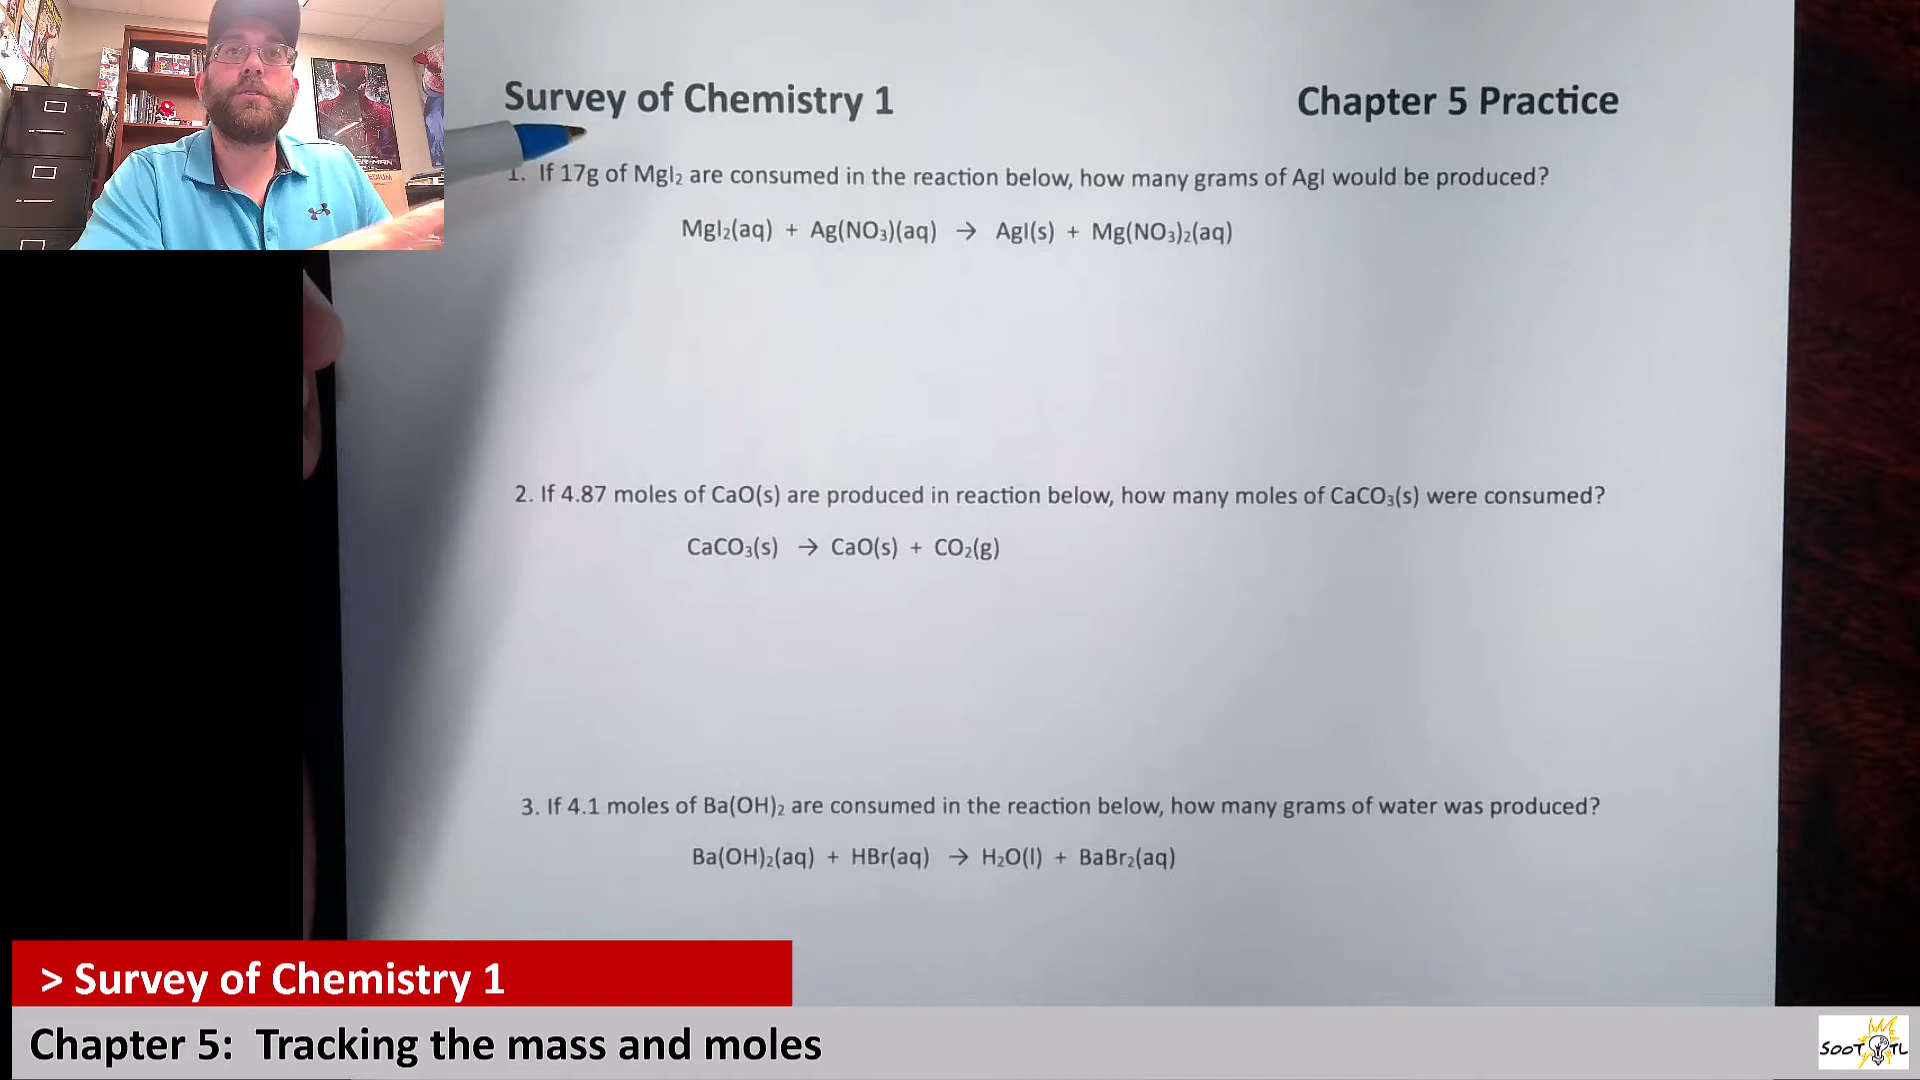 Survey of Chemistry 1
Chapter 5 Practice
1. If 17g of MgI₂ are consumed in the reaction below, how many grams of AgI would be produced?
MgI₂(aq) + Ag(NO₃)(aq) → AgI(s) + Mg(NO₃)₂(aq)
2. If 4.87 moles of CaO(s) are produced in reaction below, how many moles of CaCO₃(s) were consumed?
CaCO₃(s) → CaO(s) + CO₂(g)
3. If 4.1 moles of Ba(OH)₂ are consumed in the reaction below, how many grams of water was produced?
Ba(OH)₂(aq) + HBr(aq) → H₂O(l) + BaBr₂(aq)
> Survey of Chemistry 1
Chapter 5: Tracking the mass and moles
SOOTTL